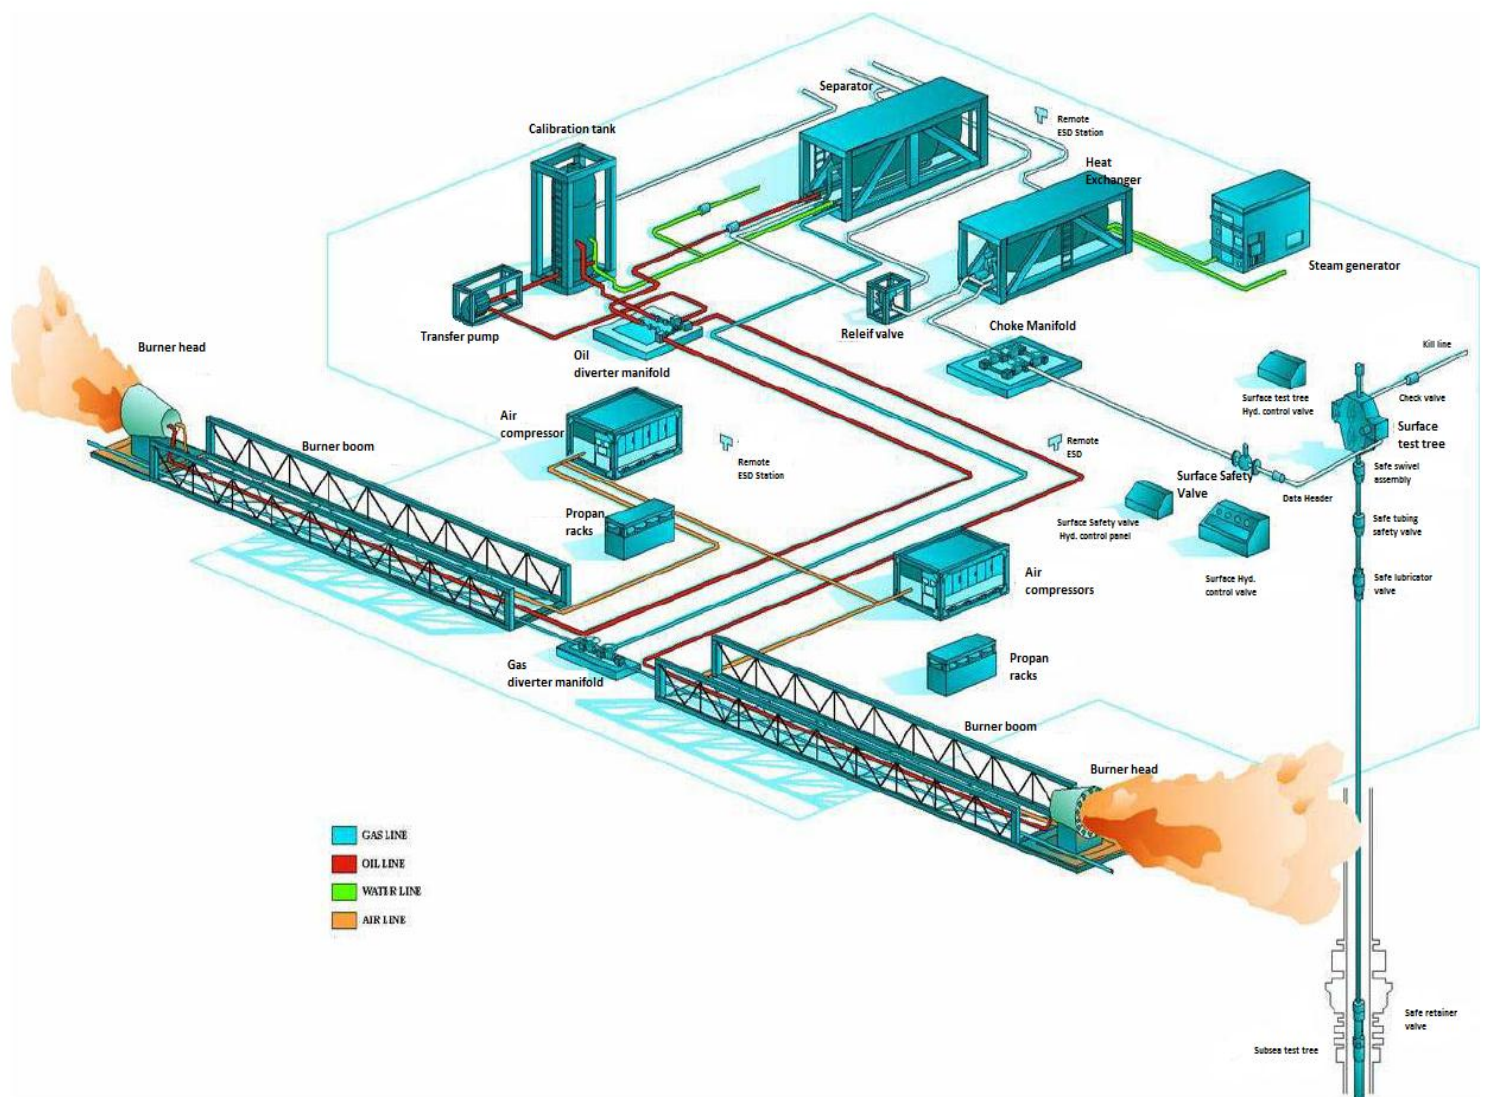 Separator
Remote
ESD Station
Calibration tank
Heat
Exchanger
Steam generator
Transfer pump
Oil
diverter manifold
Releif valve
Choke Manifold
Burner head
Kill line
Surface test tree
Hyd. control valve
Check valve
Surface
test tree
Air
compressor
Burner boom
Remote
ESD Station
Remote
ESD
Safe swivel
assembly
Surface Safety
Valve
Data Header
Propan
racks
Surface Safety valve
Hyd. control panel
Safe tubing
safety valve
Surface Hyd.
control valve
Safe lubricator
valve
Air
compressors
Gas
diverter manifold
Propan
racks
Burner boom
Burner head
GAS LINE
OIL LINE
WATER LINE
AIR LINE
Safe retainer
valve
Subsea test tree